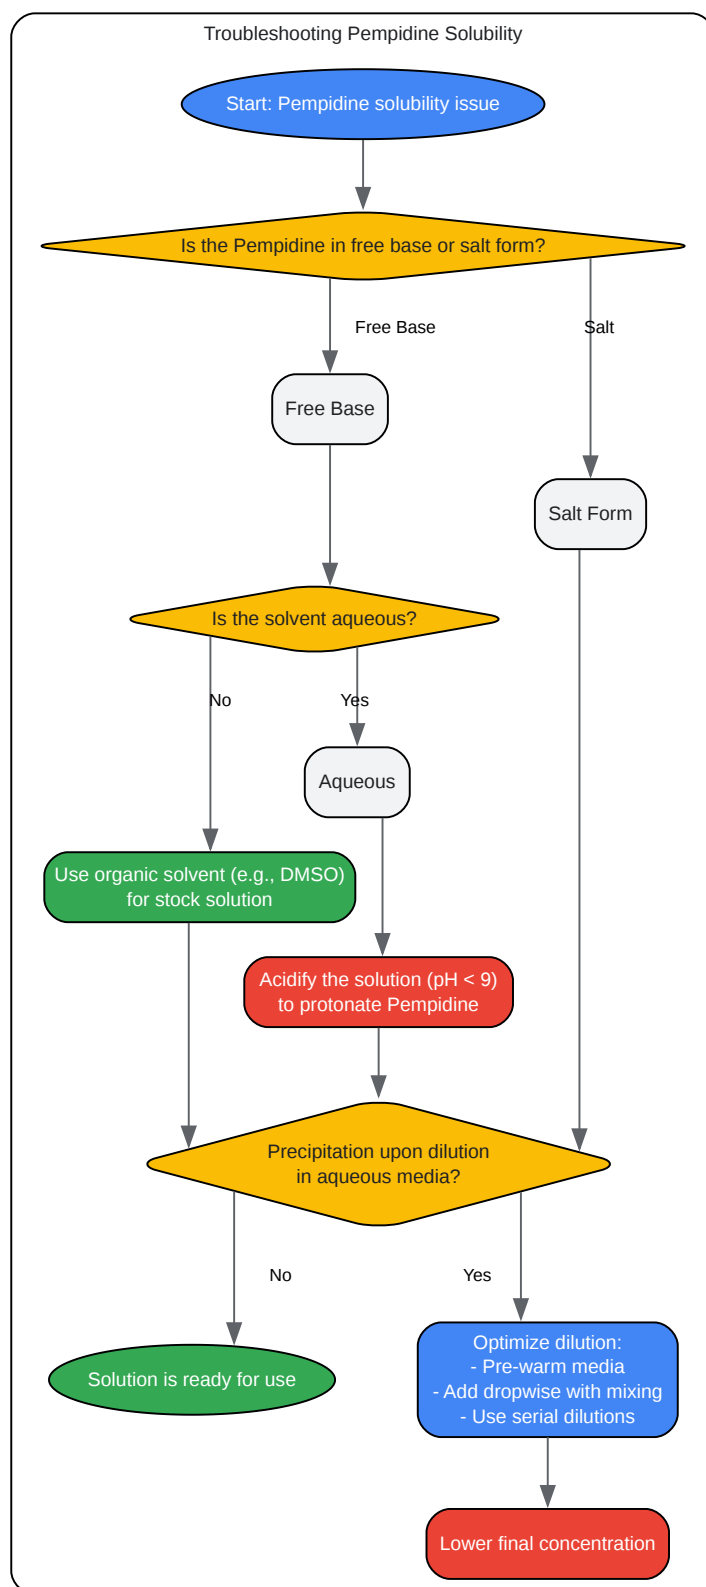 Troubleshooting Pempidine Solubility
Start: Pempidine solubility issue
Is the Pempidine in free base or salt form?
Free Base
Salt
Free Base
Salt Form
Is the solvent aqueous?
No
Yes
Aqueous
Use organic solvent (e.g., DMSO)
for stock solution
Acidify the solution (pH < 9)
to protonate Pempidine
Precipitation upon dilution
in aqueous media?
No
Yes
Optimize dilution:
- Pre-warm media
- Add dropwise with mixing
- Use serial dilutions
Solution is ready for use
Lower final concentration